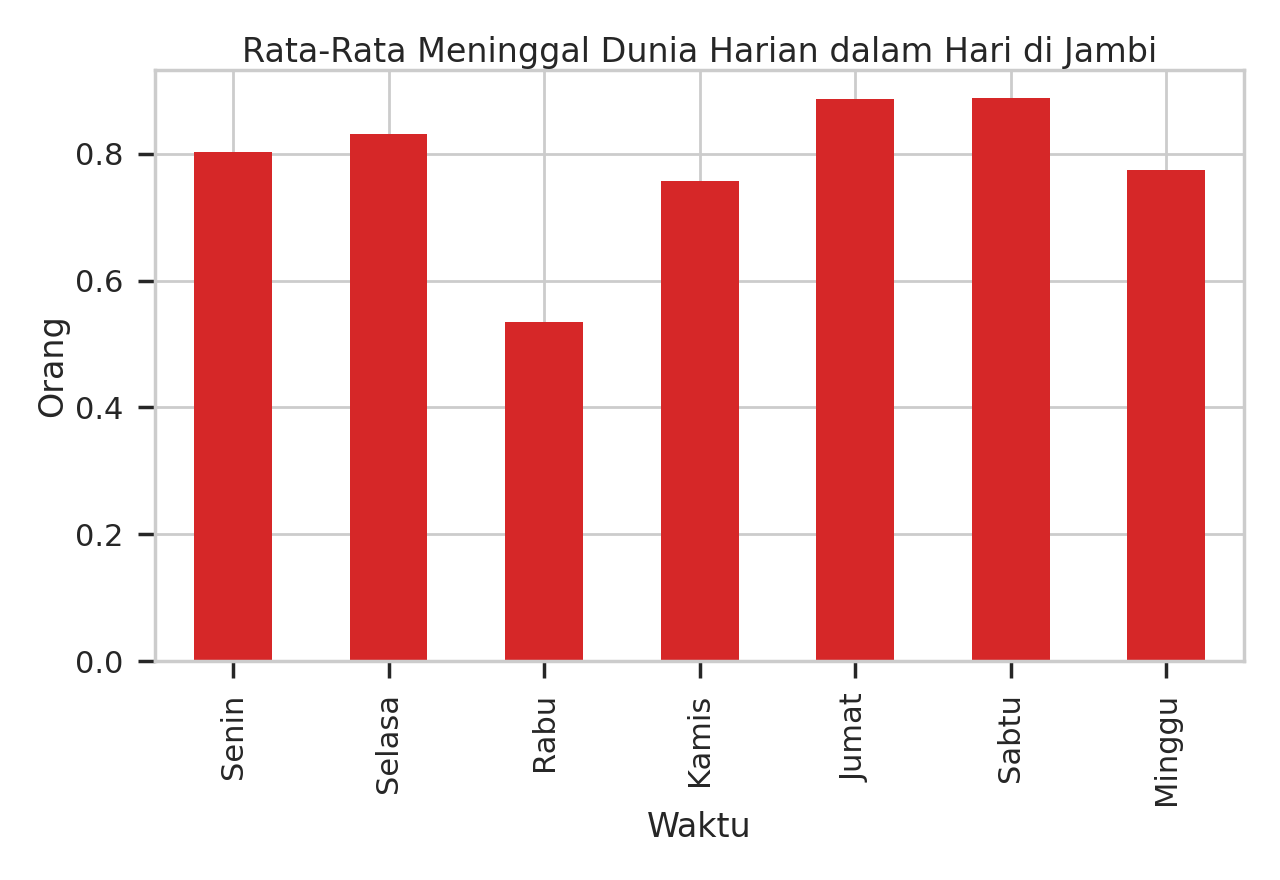 Rata-Rata Meninggal Dunia Harian dalam Hari di Jambi
Orang
0.8
0.6
0.4
0.2
0.0
Senin
Selasa
Rabu
Kamis
Jumat
Sabtu
Minggu
Waktu